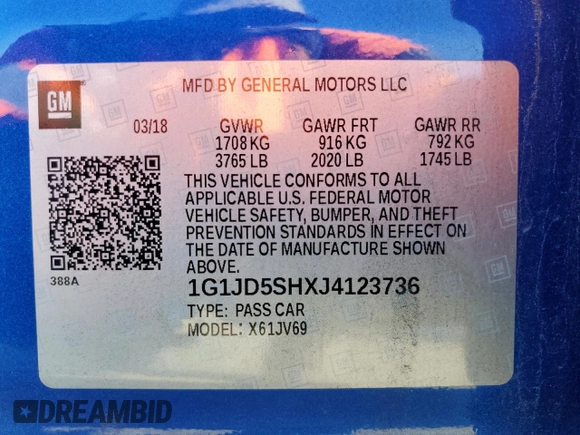 GM
MFD BY GENERAL MOTORS LLC
03/18 GVWR GAWR FRT GAWR RR
1708 KG 916 KG 792 KG
3765 LB 2020 LB 1745 LB
THIS VEHICLE CONFORMS TO ALL
APPLICABLE U.S. FEDERAL MOTOR
VEHICLE SAFETY, BUMPER, AND THEFT
PREVENTION STANDARDS IN EFFECT ON
THE DATE OF MANUFACTURE SHOWN
ABOVE.
388A
1G1JD5SHXJ4123736
TYPE: PASS CAR
MODEL: X61JV69
DREAMBID